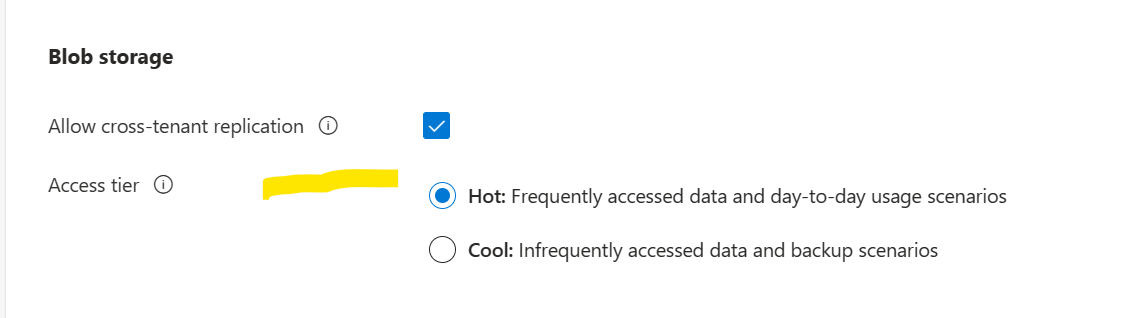 Blob storage
Allow cross-tenant replication
Access tier
Hot: Frequently accessed data and day-to-day usage scenarios
Cool: Infrequently accessed data and backup scenarios